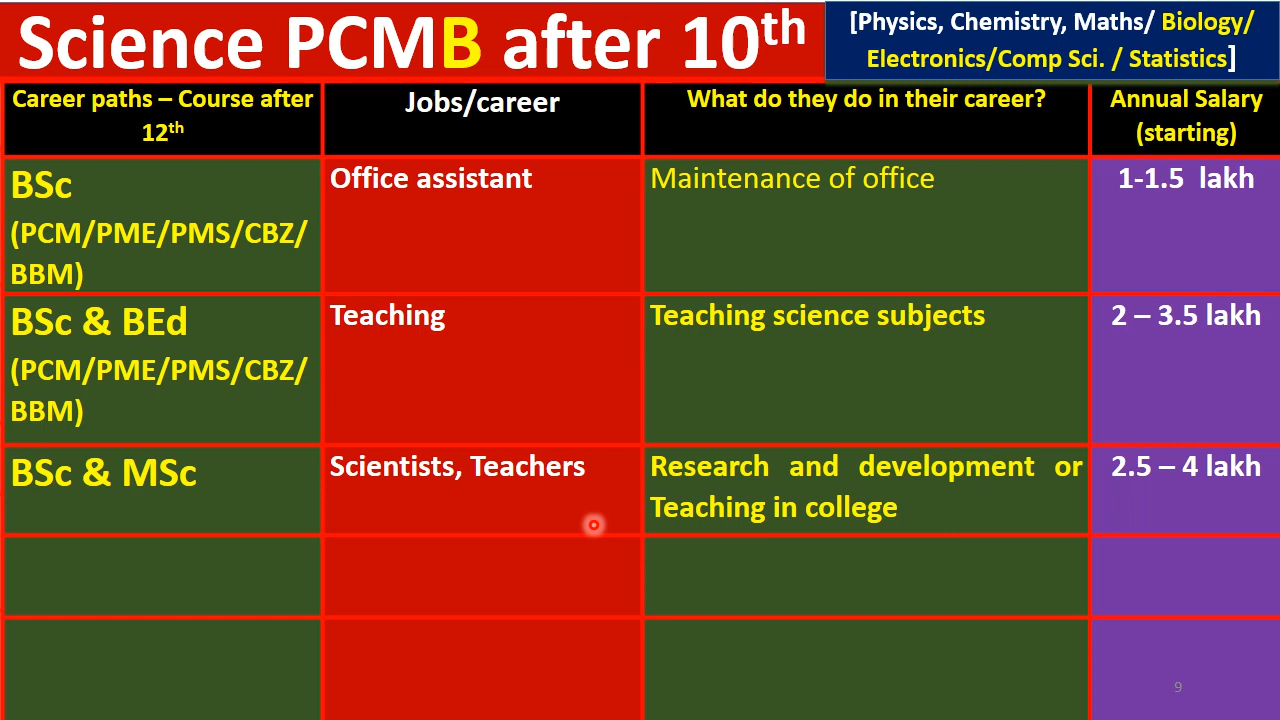 Science PCMB after 10th
[Physics, Chemistry, Maths/ Biology/
Electronics/Comp Sci. / Statistics]
Career paths – Course after
12th
Jobs/career
What do they do in their career?
Annual Salary
(starting)
BSc
(PCM/PME/PMS/CBZ/
BBM)
Office assistant
Maintenance of office
1-1.5 lakh
BSc & BEd
(PCM/PME/PMS/CBZ/
BBM)
Teaching
Teaching science subjects
2 – 3.5 lakh
BSc & MSc
Scientists, Teachers
Research and development or
Teaching in college
2.5 – 4 lakh
9